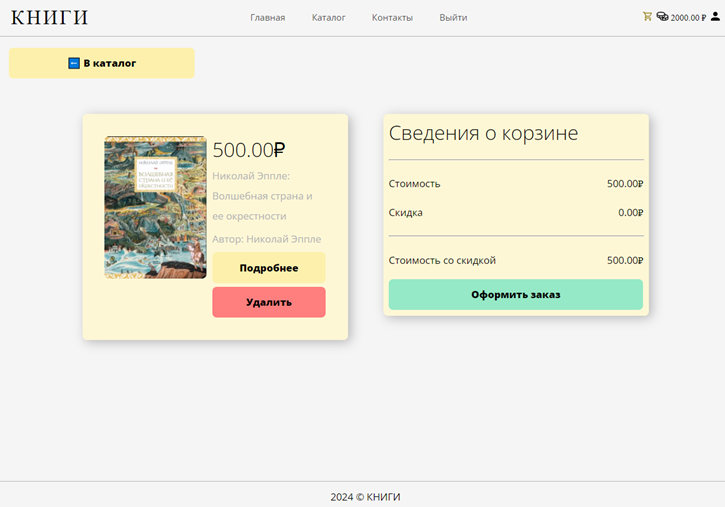 КНИГИ
Главная Каталог Контакты Выйти
2000.00 ₽
В каталог
500.00₽
Николай Эппле:
Волшебная страна и
ее окрестности
Автор: Николай Эппле
Подробнее
Удалить
Сведения о корзине
Стоимость 500.00₽
Скидка 0.00₽
Стоимость со скидкой 500.00₽
Оформить заказ
2024 © КНИГИ